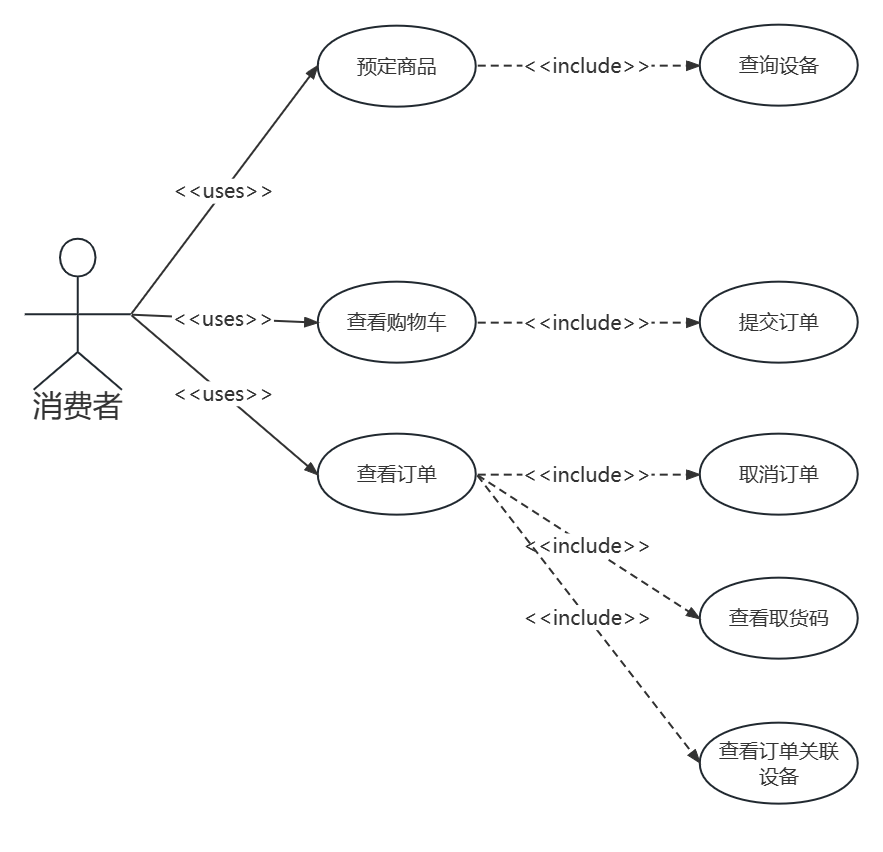 预定商品
<<include>>
查询设备
<<uses>>
消费者
<<uses>>
查看购物车
<<include>>
提交订单
<<uses>>
查看订单
<<include>>
取消订单
<<include>>
查看取货码
<<include>>
查看订单关联
设备